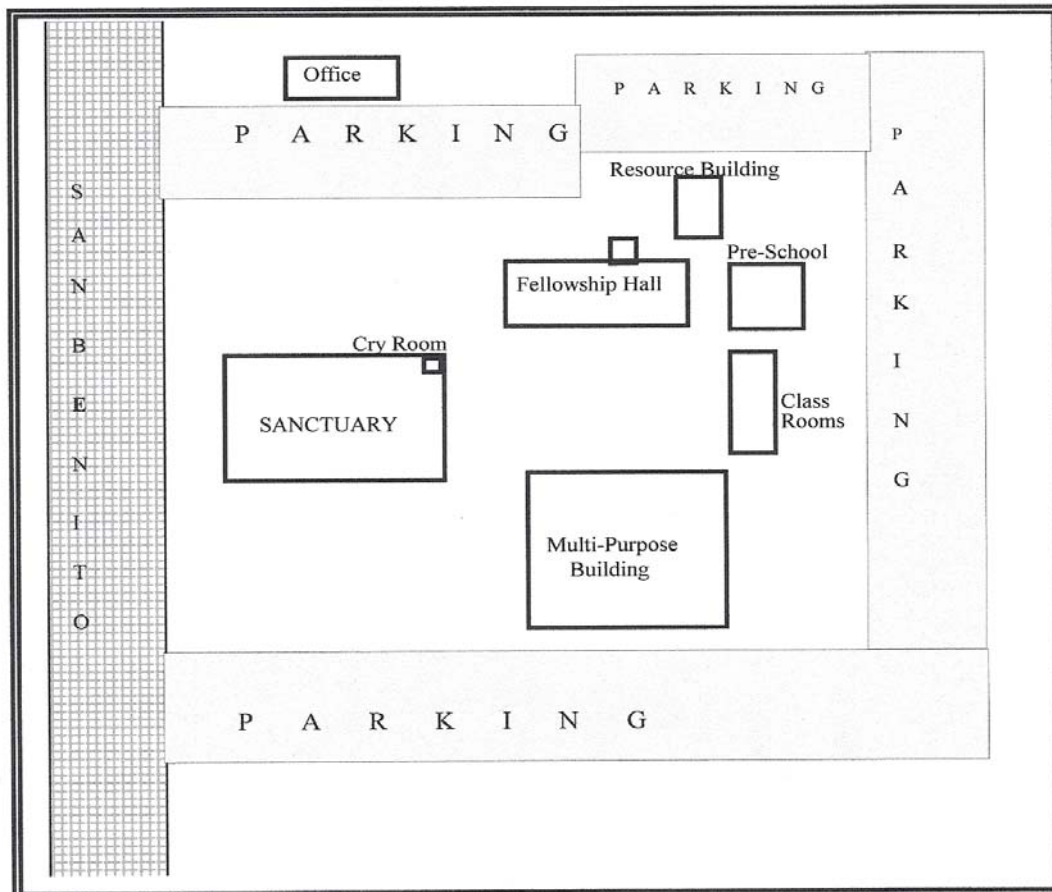 Office
P A R K I N G
P A R K I N G
P A R K I N G
S A N B E N I T O
Resource Building
Pre-School
Fellowship Hall
Cry Room
SANCTUARY
Class
Rooms
Multi-Purpose
Building
P A R K I N G